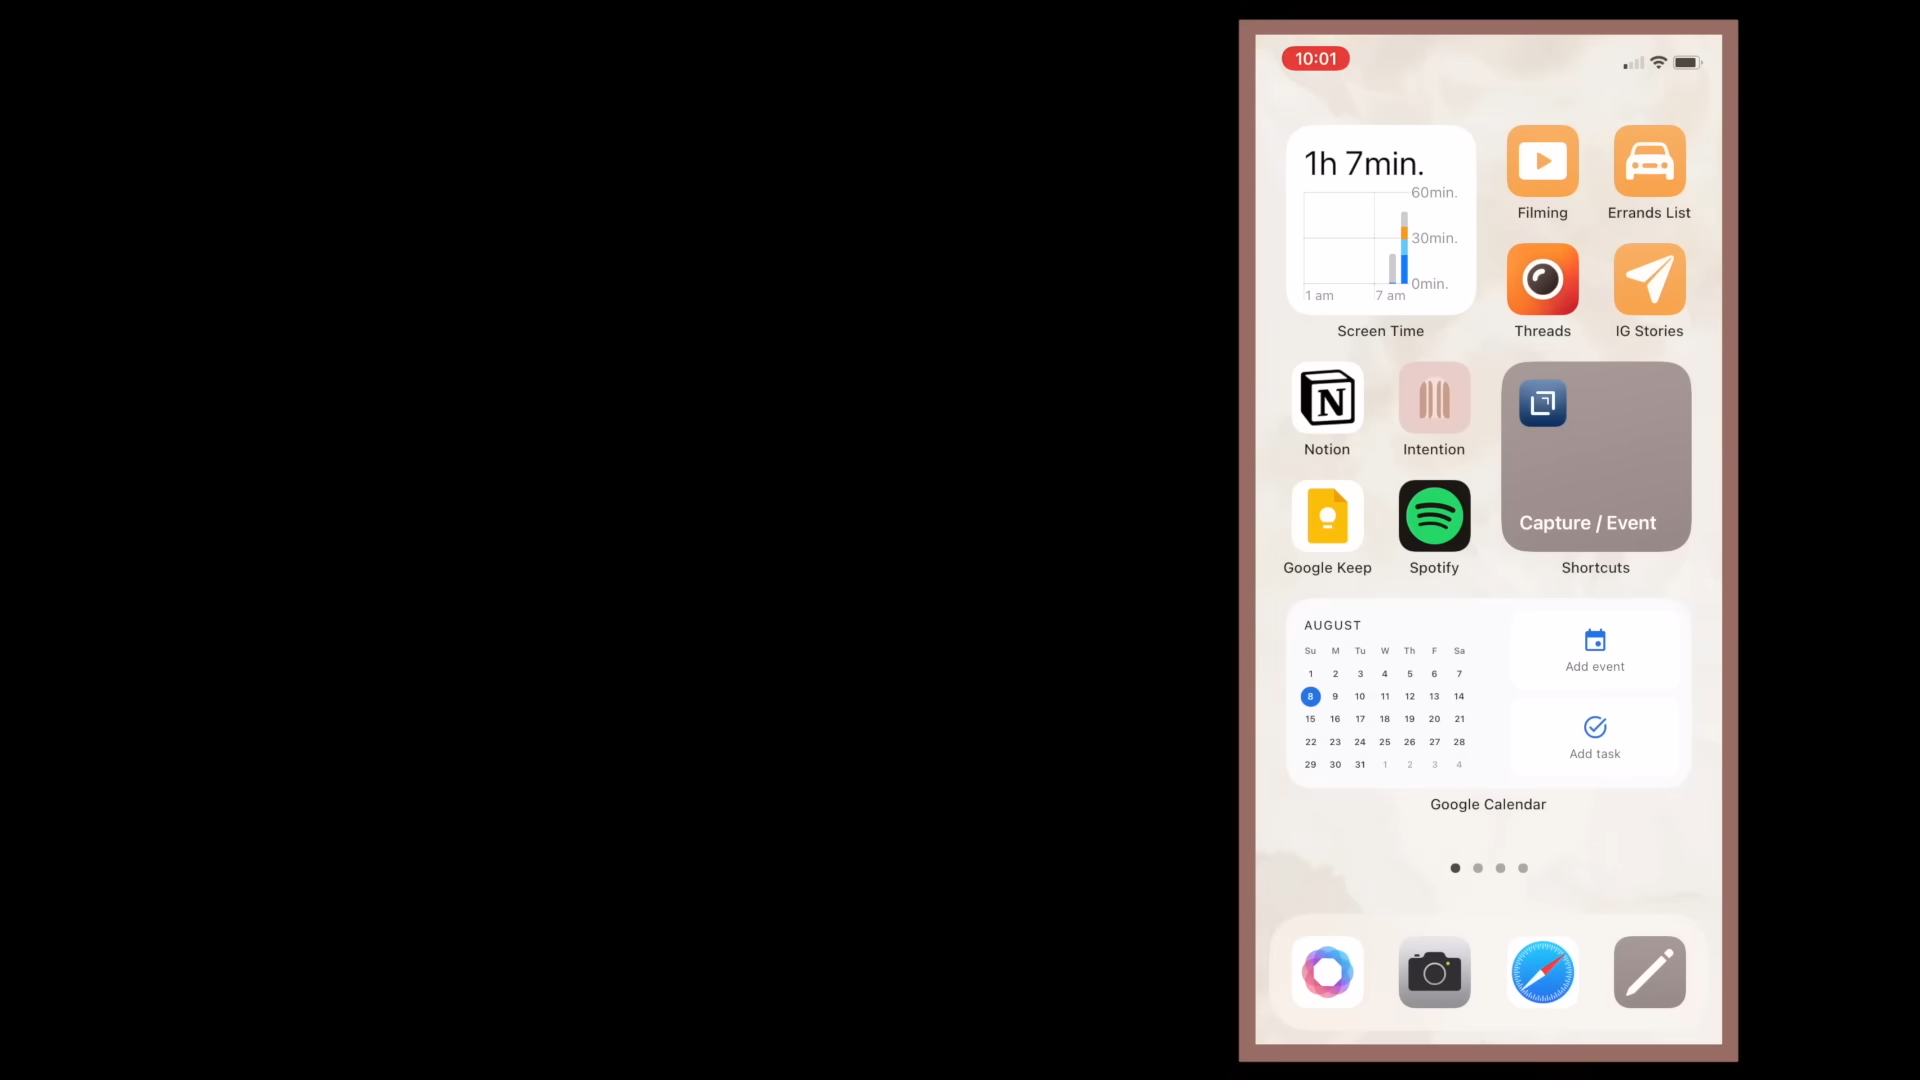 10:01
1h 7min.
60min.
30min.
0min.
1 am 7 am
Screen Time
Filming
Errands List
Threads
IG Stories
N
Notion
Intention
Capture / Event
Google Keep
Spotify
Shortcuts
AUGUST
Su M Tu W Th F Sa
1 2 3 4 5 6 7
8 9 10 11 12 13 14
15 16 17 18 19 20 21
22 23 24 25 26 27 28
29 30 31 1 2 3 4
Add event
Add task
Google Calendar